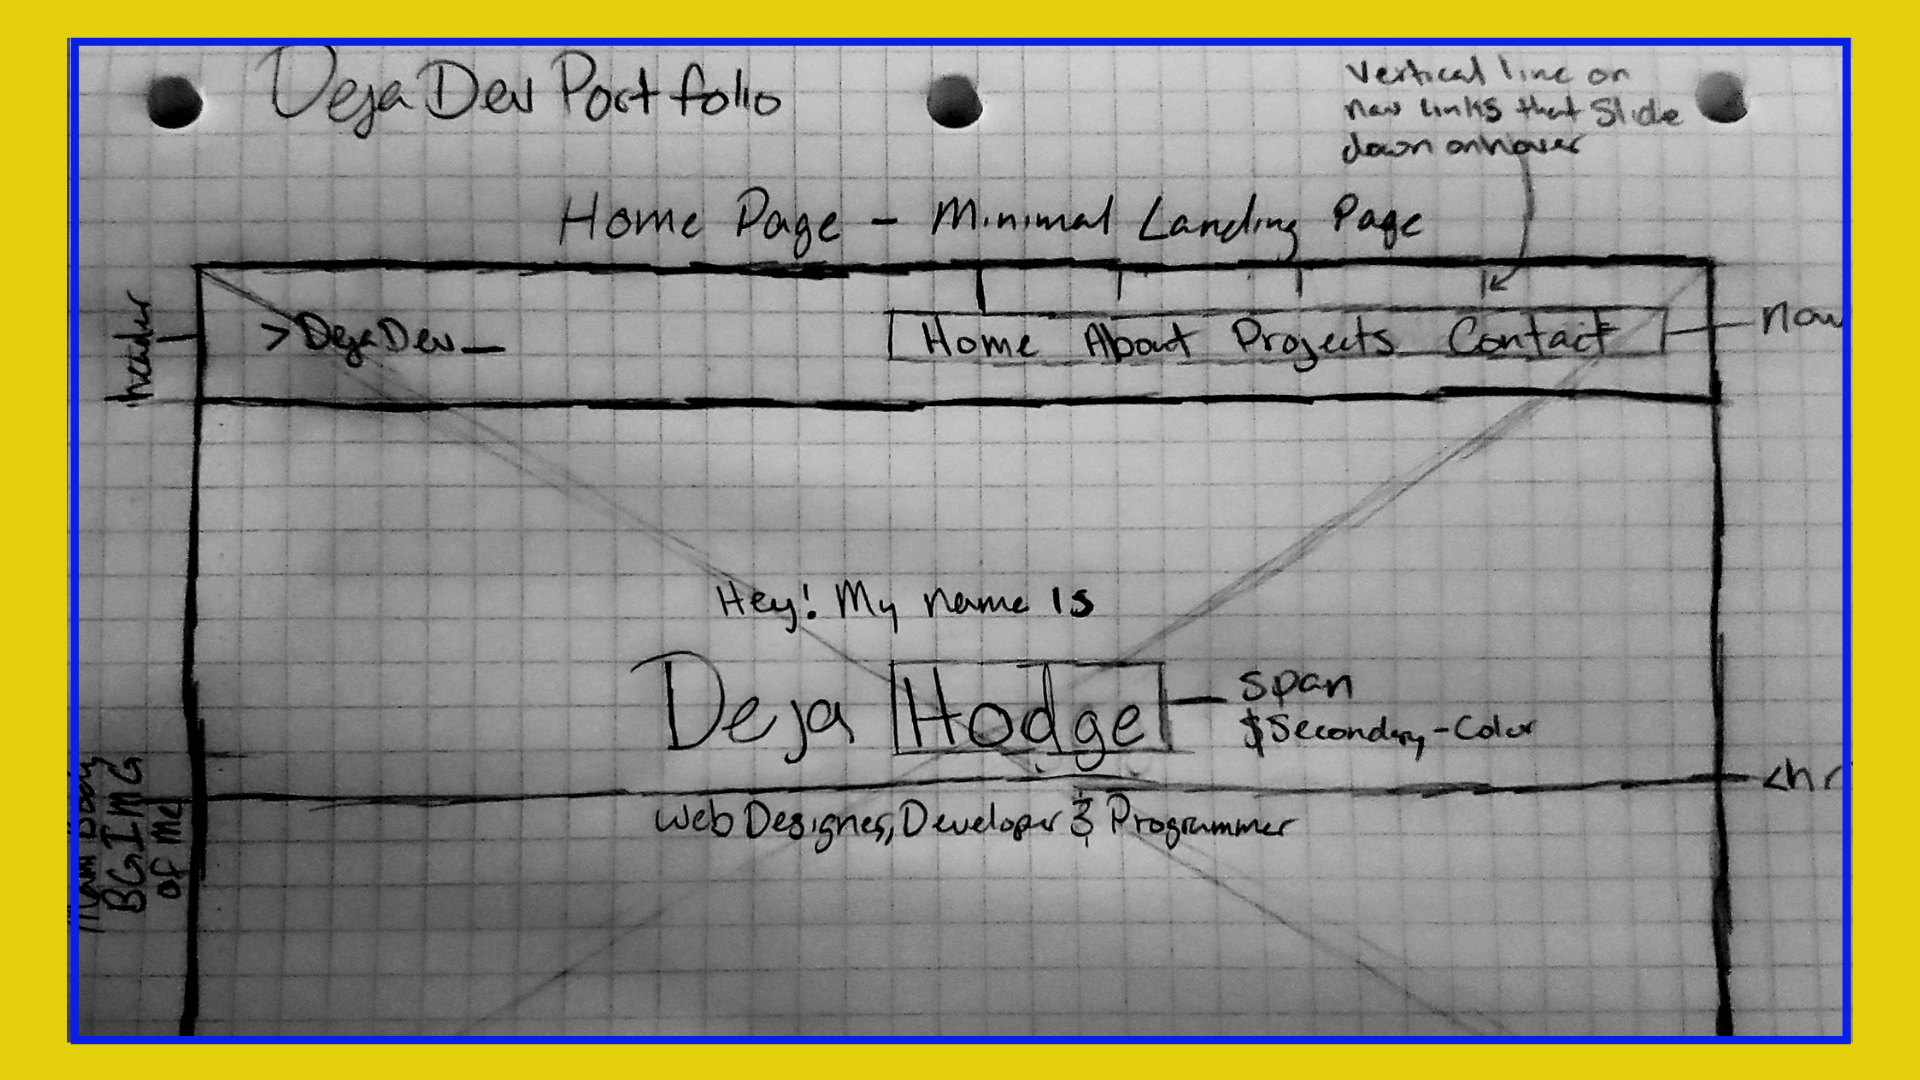 DejaDev Portfolio
Vertical line on
nav links that Slide
down on hover
Home Page - Minimal Landing Page
header
>DejaDev_
Home About Projects Contact
nav
Hey! My name is
Deja Hodge
span
$Secondary-Color
<hr
Web Designer, Developer & Programmer
Main Body
BG IMG
of me